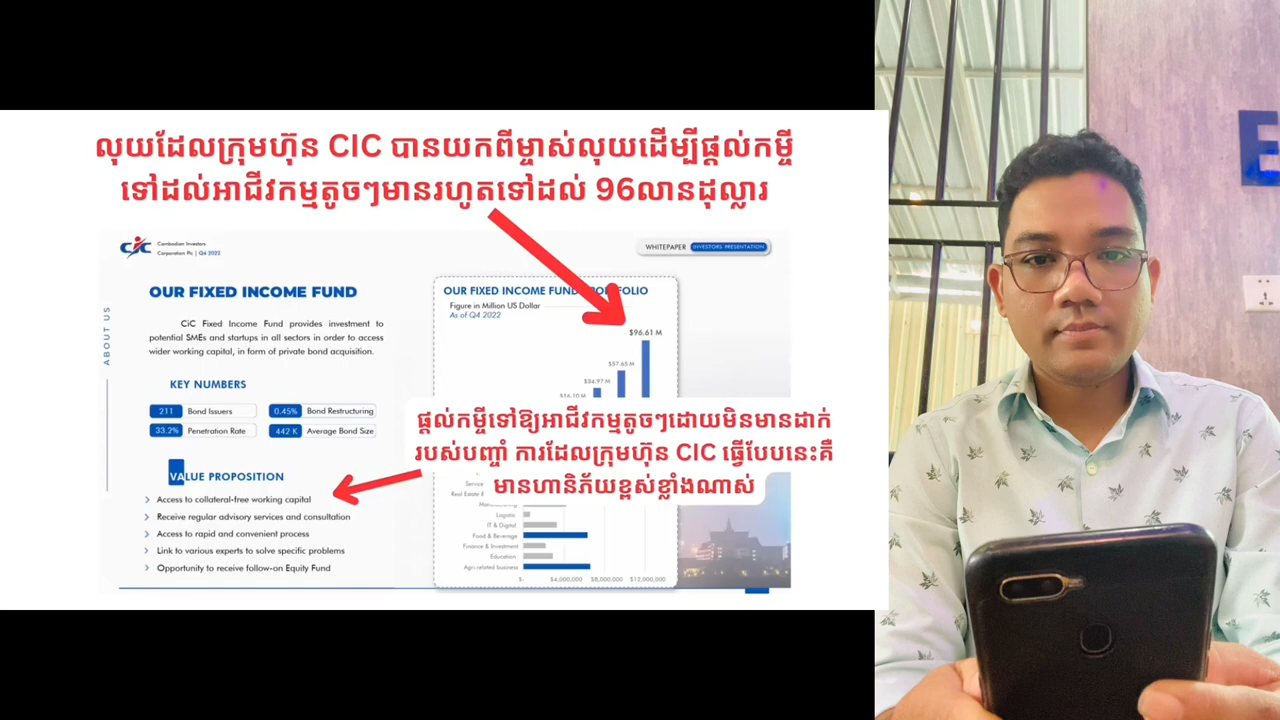 លុយដែលក្រុមហ៊ុន CIC បានយកពីម្ចាស់លុយដើម្បីផ្តល់កម្ចី
ទៅដល់អាជីវកម្មតូចៗមានរហូតទៅដល់ 96លានដុល្លារ
CiC
Cambodian Investors
Corporation Plc | Q4 2022
WHITEPAPER INVESTORS PRESENTATION
ABOUT US
OUR FIXED INCOME FUND
CiC Fixed Income Fund provides investment to
potential SMEs and startups in all sectors in order to access
wider working capital, in form of private bond acquisition.
KEY NUMBERS
211 Bond Issuers
0.45% Bond Restructuring
33.2% Penetration Rate
442 K Average Bond Size
VALUE PROPOSITION
Access to collateral-free working capital
Receive regular advisory services and consultation
Access to rapid and convenient process
Link to various experts to solve specific problems
Opportunity to receive follow-on Equity Fund
OUR FIXED INCOME FUND
Figure in Million US Dollar
As of Q4 2022
$96.61 M
$57.65 M
$34.97 M
$16.10 M
ផ្តល់កម្ចីទៅឱ្យអាជីវកម្មតូចៗដោយមិនមានដាក់
របស់បញ្ចាំ ការដែលក្រុមហ៊ុន CIC ធ្វើបែបនេះគឺ
មានហានិភ័យខ្ពស់ខ្លាំងណាស់
Service
Real Estate
Logistic
IT & Digital
Food & Beverage
Finance & Investment
Education
Agri-related business
$- $4,000,000 $8,000,000 $12,000,000
E